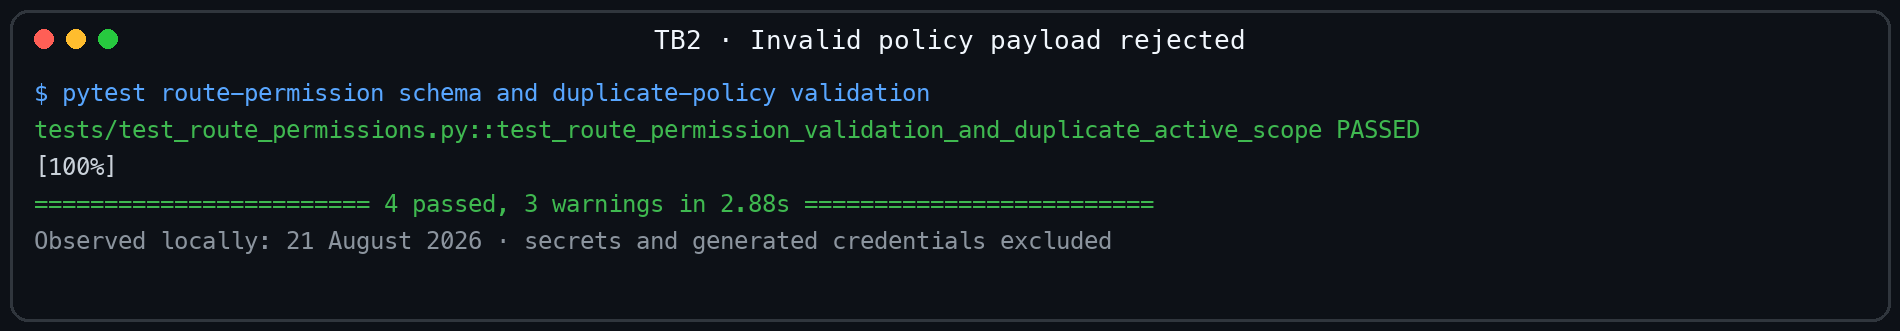 TB2 · Invalid policy payload rejected
$ pytest route–permission schema and duplicate–policy validation
tests/test_route_permissions.py::test_route_permission_validation_and_duplicate_active_scope PASSED
[100%]
======================== 4 passed, 3 warnings in 2.88s =========================
Observed locally: 21 August 2026 · secrets and generated credentials excluded